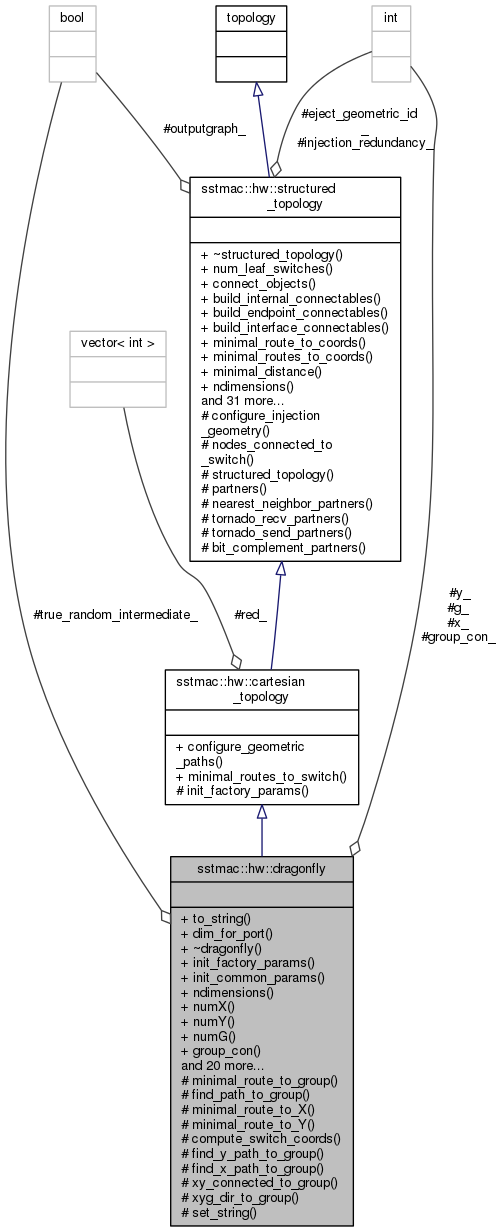 bool
topology
int
#outputgraph_
#eject_geometric_id
_
#injection_redundancy_
sstmac::hw::structured
_topology
+ ~structured_topology()
+ num_leaf_switches()
+ connect_objects()
+ build_internal_connectables()
+ build_endpoint_connectables()
+ build_interface_connectables()
+ minimal_route_to_coords()
+ minimal_routes_to_coords()
+ minimal_distance()
+ ndimensions()
and 31 more...
# configure_injection
_geometry()
# nodes_connected_to
_switch()
# structured_topology()
# partners()
# nearest_neighbor_partners()
# tornado_recv_partners()
# tornado_send_partners()
# bit_complement_partners()
vector< int >
#true_random_intermediate_
#red_
#y_
#g_
#x_
#group_con_
sstmac::hw::cartesian
_topology
+ configure_geometric
_paths()
+ minimal_routes_to_switch()
# init_factory_params()
sstmac::hw::dragonfly
+ to_string()
+ dim_for_port()
+ ~dragonfly()
+ init_factory_params()
+ init_common_params()
+ ndimensions()
+ numX()
+ numY()
+ numG()
+ group_con()
and 20 more...
# minimal_route_to_group()
# find_path_to_group()
# minimal_route_to_X()
# minimal_route_to_Y()
# compute_switch_coords()
# find_y_path_to_group()
# find_x_path_to_group()
# xy_connected_to_group()
# xyg_dir_to_group()
# set_string()